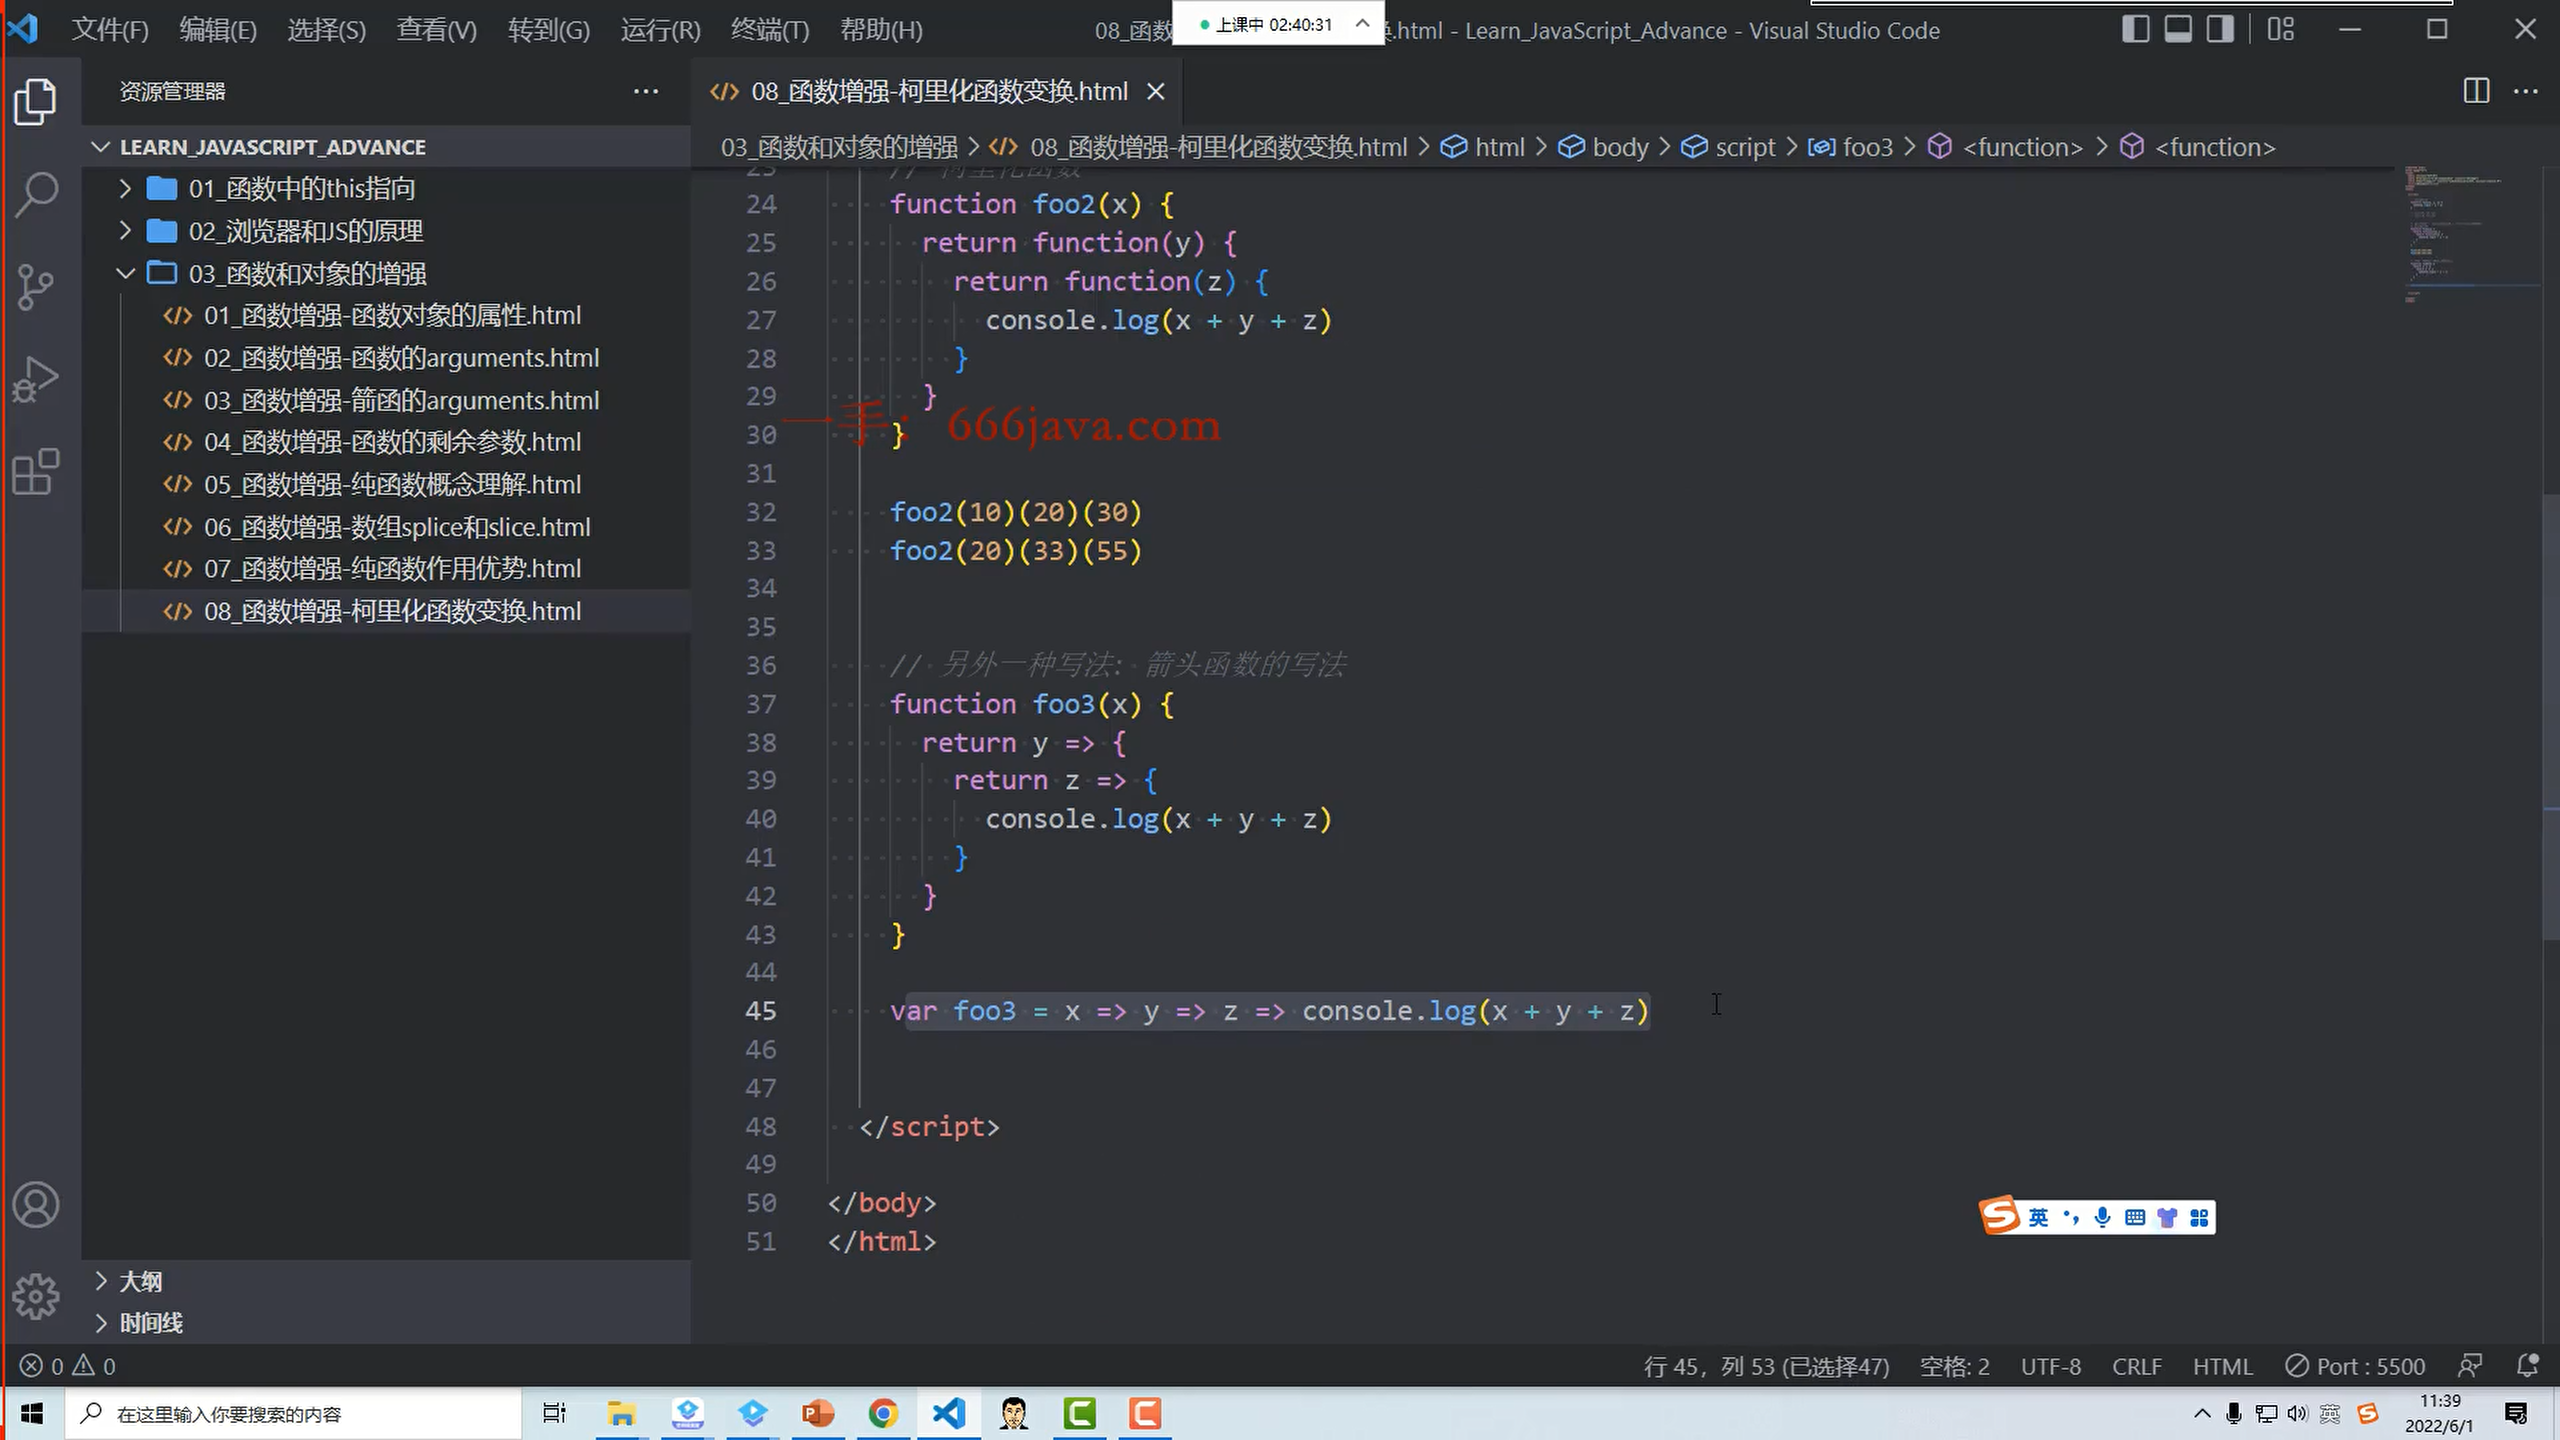 文件(F) 编辑(E) 选择(S) 查看(V) 转到(G) 运行(R) 终端(T) 帮助(H)
08_函数
上课中 02:40:31
.html - Learn_JavaScript_Advance - Visual Studio Code
资源管理器
08_函数增强-柯里化函数变换.html
LEARN_JAVASCRIPT_ADVANCE
03_函数和对象的增强 > 08_函数增强-柯里化函数变换.html > html > body > script > foo3 > <function> > <function>
01_函数中的this指向
02_浏览器和JS的原理
03_函数和对象的增强
01_函数增强-函数对象的属性.html
02_函数增强-函数的arguments.html
03_函数增强-箭函的arguments.html
04_函数增强-函数的剩余参数.html
05_函数增强-纯函数概念理解.html
06_函数增强-数组splice和slice.html
07_函数增强-纯函数作用优势.html
08_函数增强-柯里化函数变换.html
大纲
时间线
23 // 柯里化函数
24 function foo2(x) {
25 return function(y) {
26 return function(z) {
27 console.log(x + y + z)
28 }
29 }
30 }
一手: 666java.com
31
32 foo2(10)(20)(30)
33 foo2(20)(33)(55)
34
35
36 // 另外一种写法: 箭头函数的写法
37 function foo3(x) {
38 return y => {
39 return z => {
40 console.log(x + y + z)
41 }
42 }
43 }
44
45 var foo3 = x => y => z => console.log(x + y + z)
46
47
48 </script>
49
50 </body>
51 </html>
英
0 0
行 45，列 53 (已选择47) 空格: 2 UTF-8 CRLF HTML Port : 5500
在这里输入你要搜索的内容
英
11:39
2022/6/1